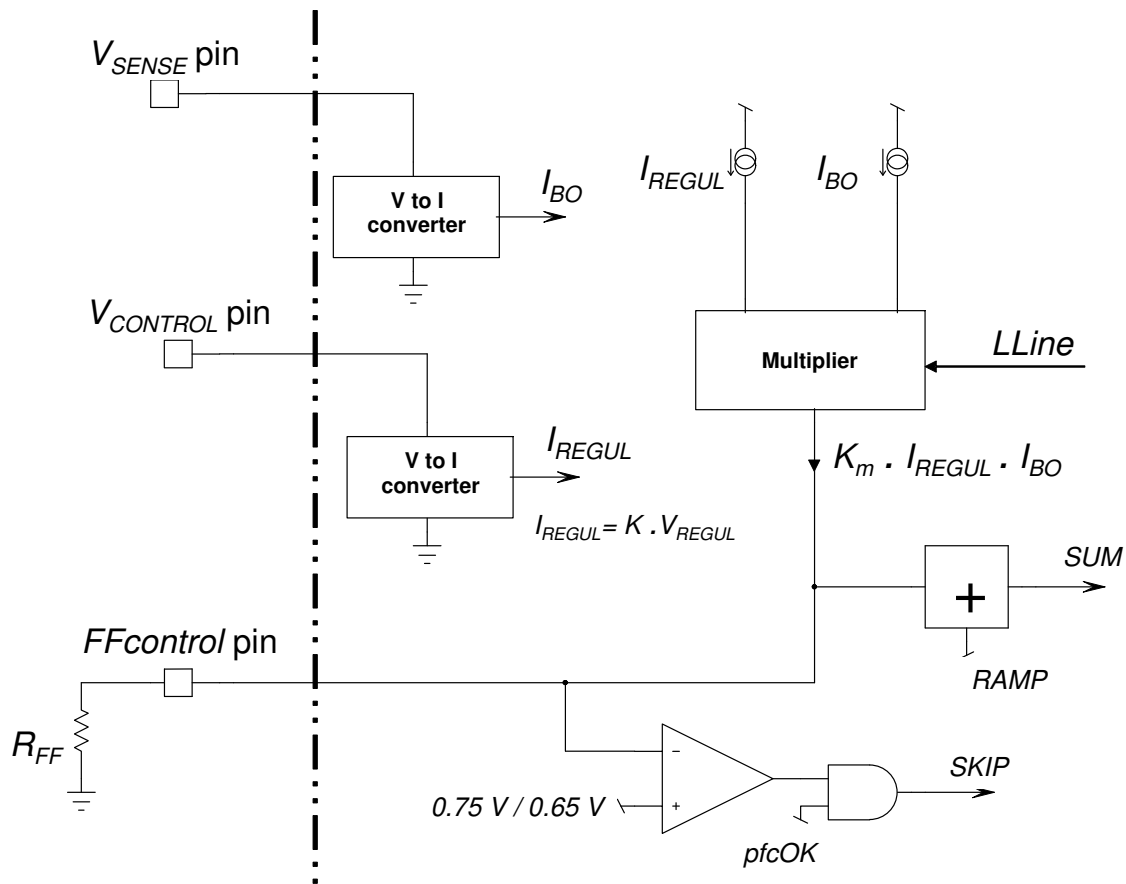 V_SENSE pin
V to I
converter
I_BO
I_REGUL
I_BO
V_CONTROL pin
V to I
converter
I_REGUL
I_REGUL = K . V_REGUL
Multiplier
LLine
K_m . I_REGUL . I_BO
+
SUM
RAMP
FFcontrol pin
R_FF
−
+
0.75 V / 0.65 V
pfcOK
SKIP